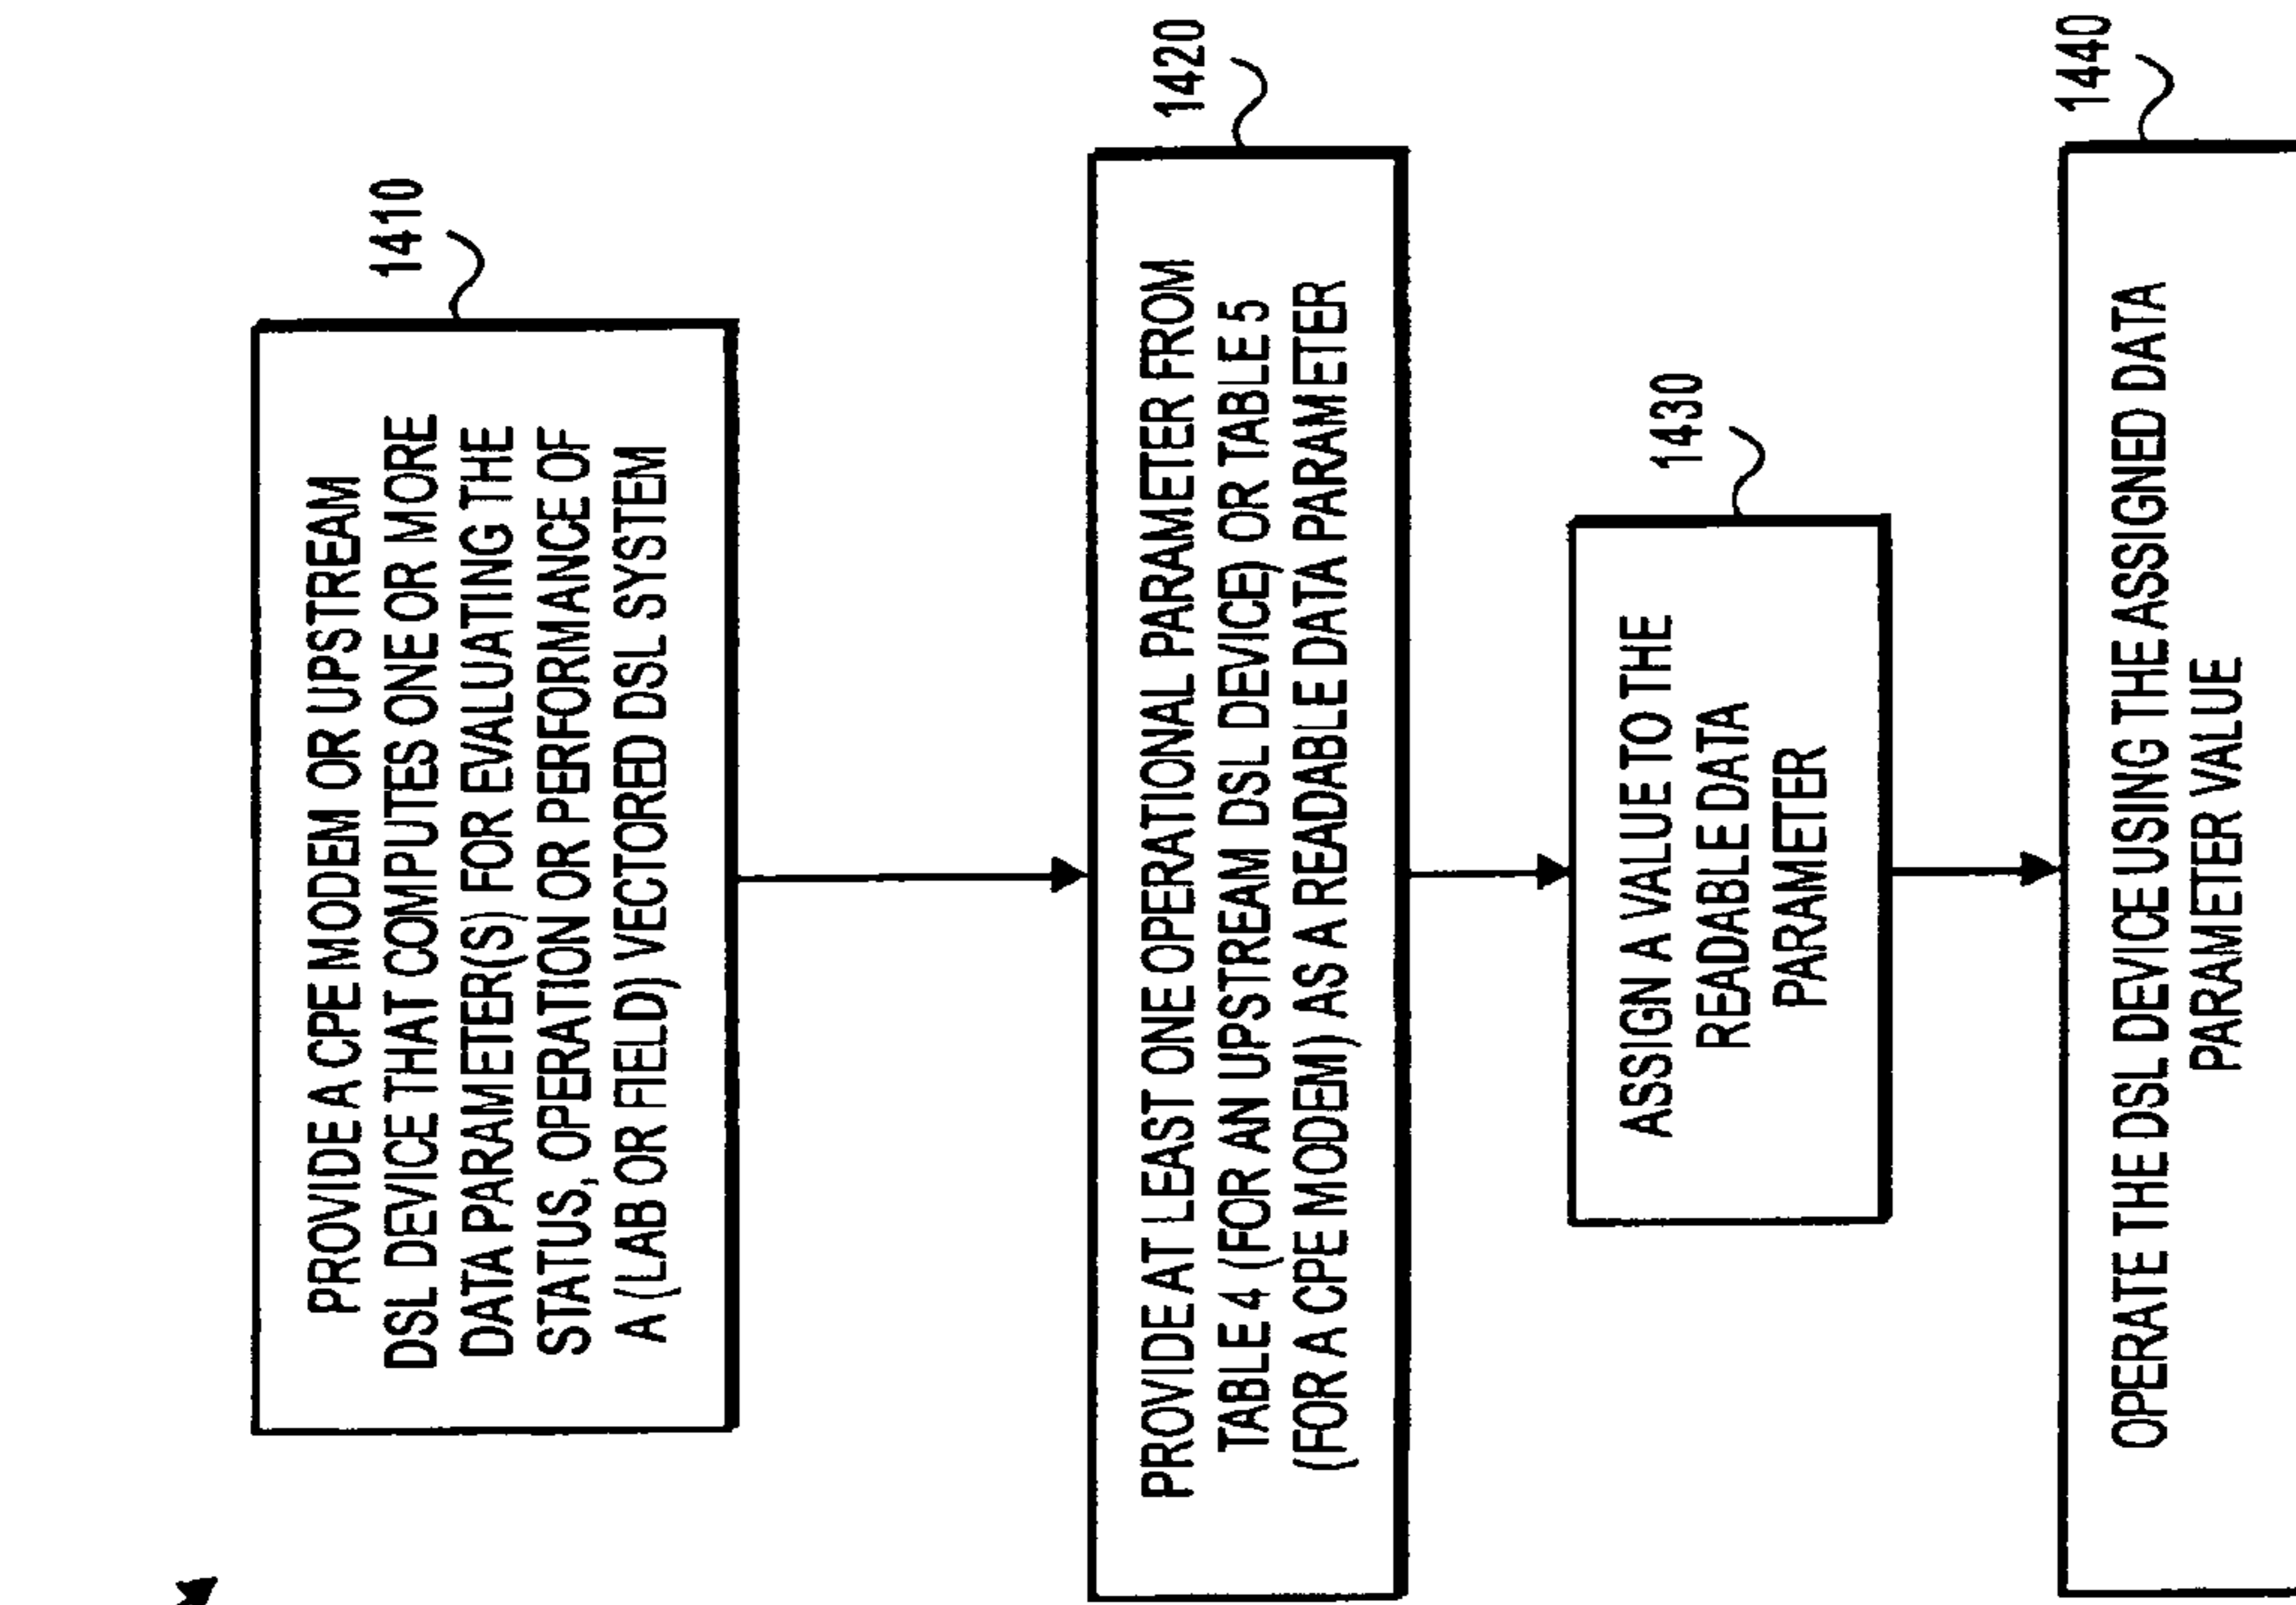 1410
PROVIDE A CPE MODEM OR UPSTREAM
DSL DEVICE THAT COMPUTES ONE OR MORE
DATA PARAMETER(S) FOR EVALUATING THE
STATUS, OPERATION OR PERFORMANCE OF
A (LAB OR FIELD) VECTORED DSL SYSTEM
1420
PROVIDE AT LEAST ONE OPERATIONAL PARAMETER FROM
TABLE 4 (FOR AN UPSTREAM DSL DEVICE) OR TABLE 5
(FOR A CPE MODEM) AS A READABLE DATA PARAMETER
1430
ASSIGN A VALUE TO THE
READABLE DATA
PARAMETER
1440
OPERATE THE DSL DEVICE USING THE ASSIGNED DATA
PARAMETER VALUE